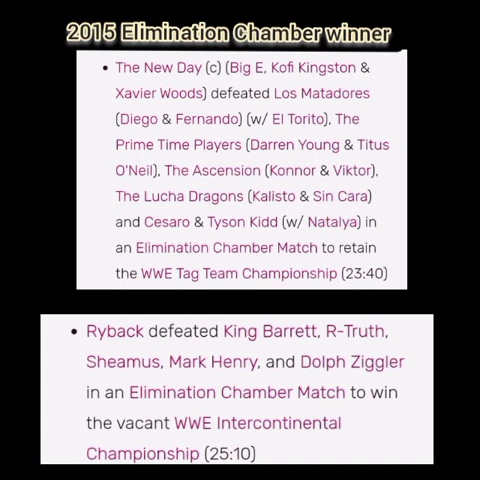 2015 Elimination Chamber winner
• The New Day (c) (Big E, Kofi Kingston &
Xavier Woods) defeated Los Matadores
(Diego & Fernando) (w/ El Torito), The
Prime Time Players (Darren Young & Titus
O'Neil), The Ascension (Konnor & Viktor),
The Lucha Dragons (Kalisto & Sin Cara)
and Cesaro & Tyson Kidd (w/ Natalya) in
an Elimination Chamber Match to retain
the WWE Tag Team Championship (23:40)
• Ryback defeated King Barrett, R-Truth,
Sheamus, Mark Henry, and Dolph Ziggler
in an Elimination Chamber Match to win
the vacant WWE Intercontinental
Championship (25:10)